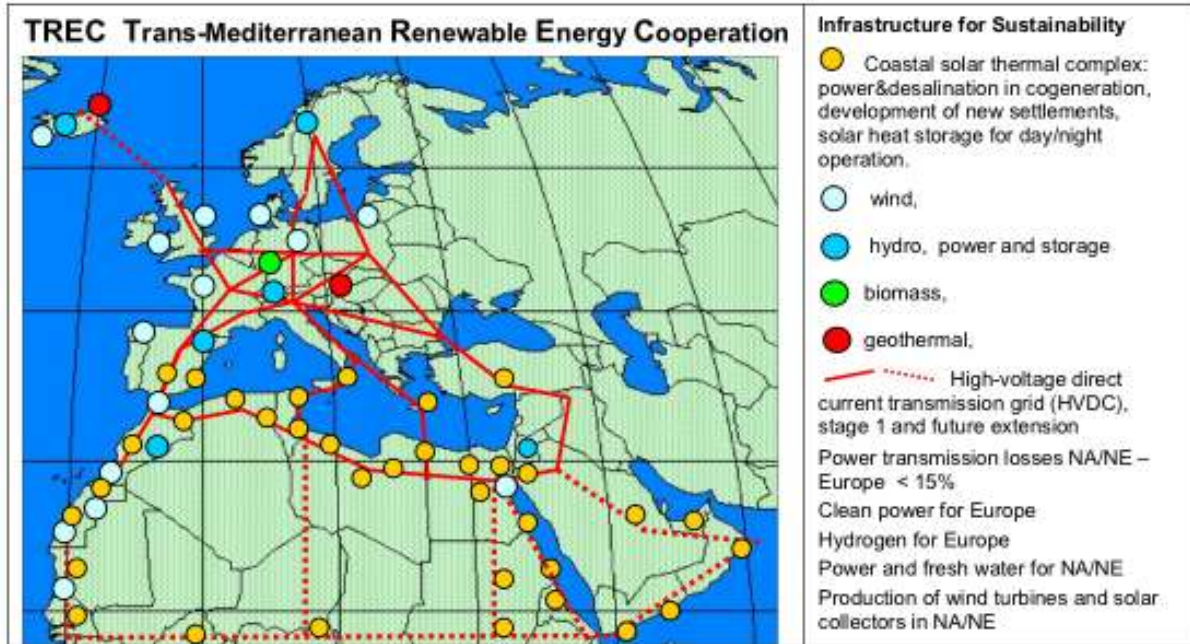 TREC Trans-Mediterranean Renewable Energy Cooperation
Infrastructure for Sustainability
Coastal solar thermal complex:
power&desalination in cogeneration,
development of new settlements,
solar heat storage for day/night
operation.
wind,
hydro, power and storage
biomass,
geothermal,
High-voltage direct
current transmission grid (HVDC),
stage 1 and future extension
Power transmission losses NA/NE –
Europe < 15%
Clean power for Europe
Hydrogen for Europe
Power and fresh water for NA/NE
Production of wind turbines and solar
collectors in NA/NE